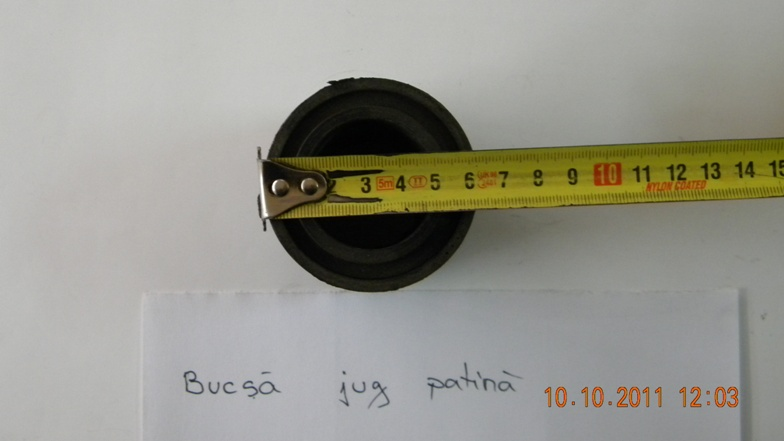 3 5m 4 II 5 6 7 8 9 10 11 12 13 14 15
NYLON COATED
Bucșă jug patină
10.10.2011 12:03